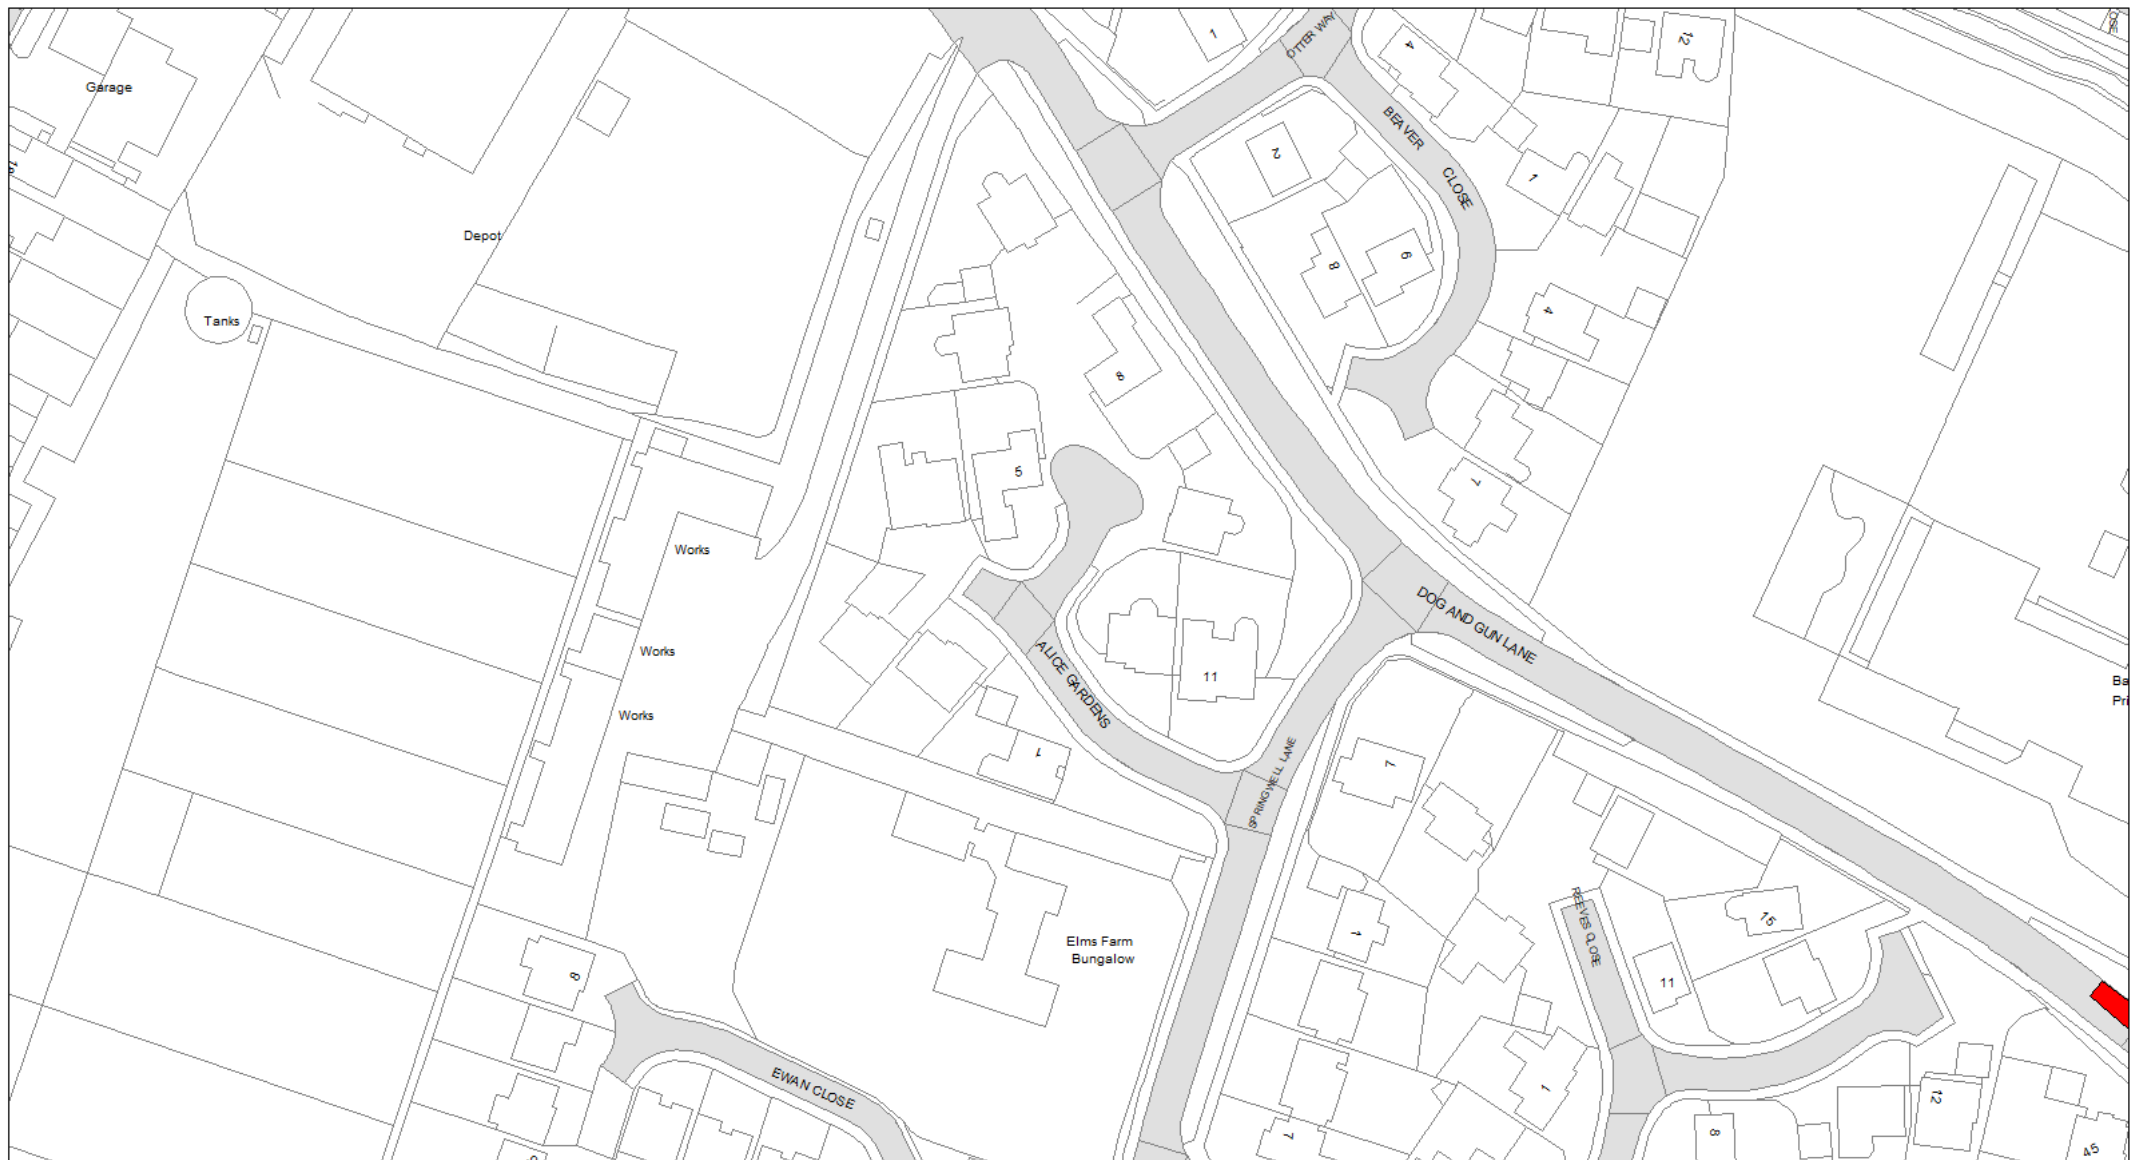 1
OTTER WAY
4
12
Garage
BEAVER
2
1
CLOSE
Depot
8
6
4
Tanks
8
5
7
Works
DOG AND GUN LANE
Works
ALICE GARDENS
11
Works
1
SPRINGWELL LANE
7
15
REEVES CLOSE
1
Elms Farm
Bungalow
8
11
EWAN CLOSE
1
12
7
8
45